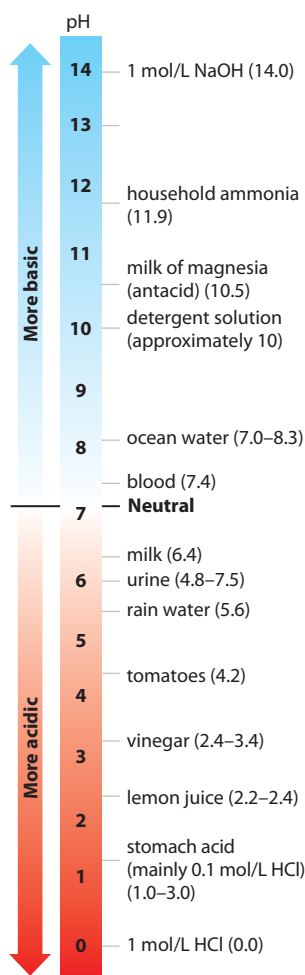 pH
14
1 mol/L NaOH (14.0)
13
12
household ammonia
(11.9)
11
milk of magnesia
(antacid) (10.5)
10
detergent solution
(approximately 10)
More basic
9
8
ocean water (7.0–8.3)
blood (7.4)
Neutral
7
milk (6.4)
6
urine (4.8–7.5)
rain water (5.6)
5
tomatoes (4.2)
4
More acidic
vinegar (2.4–3.4)
3
lemon juice (2.2–2.4)
2
stomach acid
(mainly 0.1 mol/L HCl)
(1.0–3.0)
1
0
1 mol/L HCl (0.0)